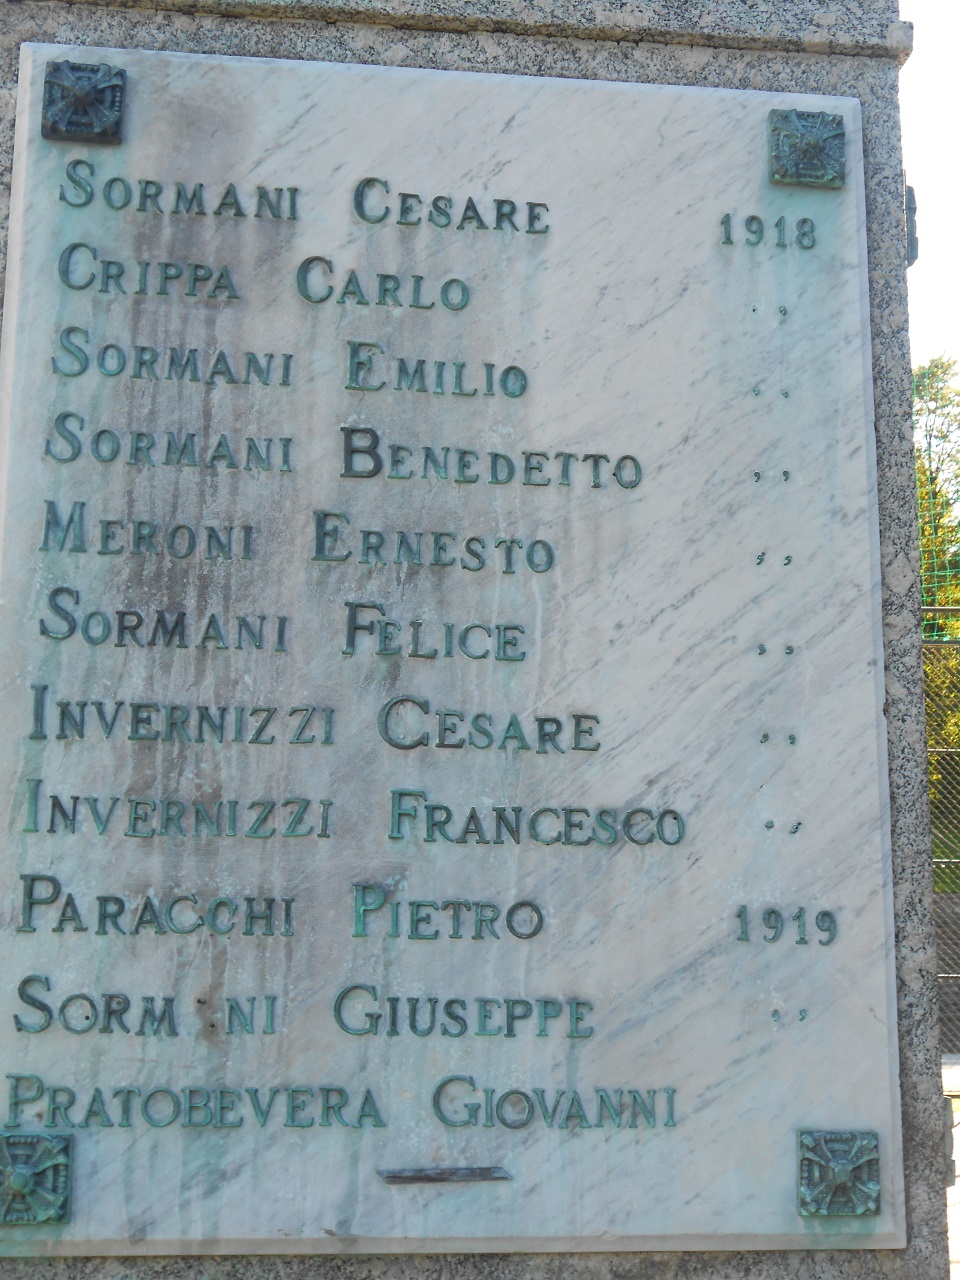 SORMANI CESARE 1918
CRIPPA CARLO ,,
SORMANI EMILIO ,,
SORMANI BENEDETTO ,,
MERONI ERNESTO ,,
SORMANI FELICE ,,
INVERNIZZI CESARE ,,
INVERNIZZI FRANCESCO ,,
PARACCHI PIETRO 1919
SORM NI GIUSEPPE ,,
PRATOBEVERA GIOVANNI